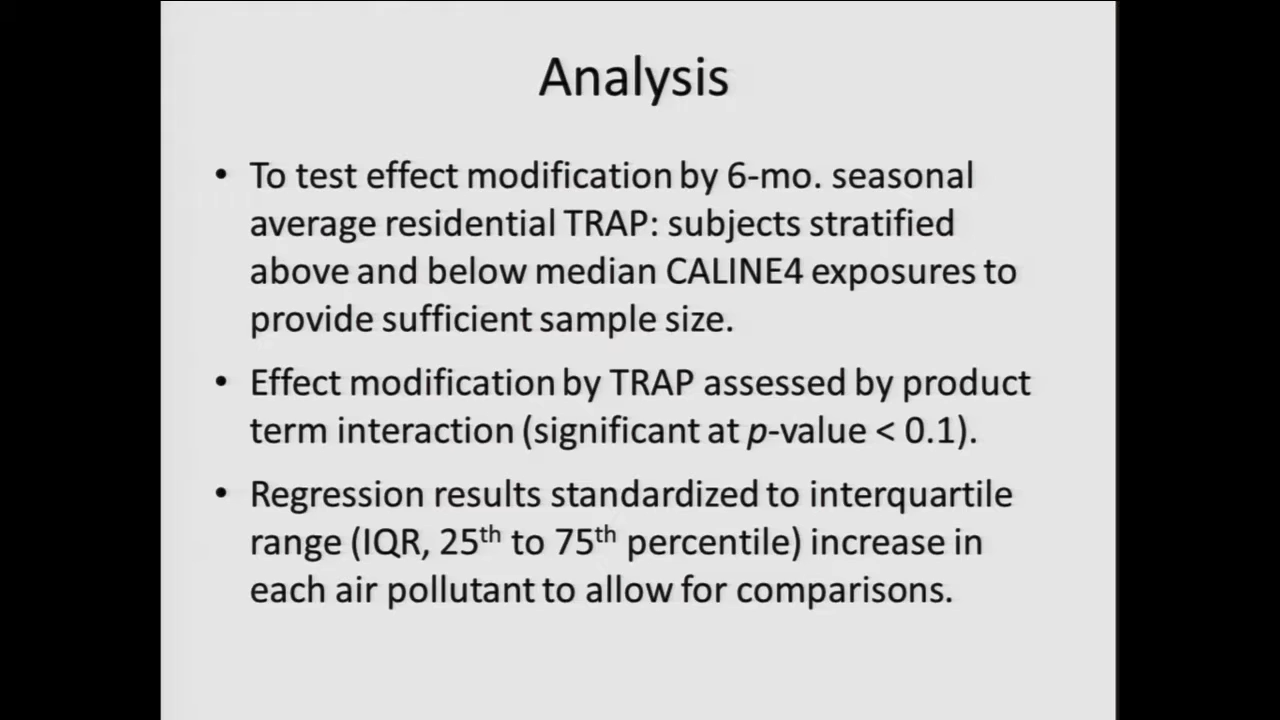 Analysis
• To test effect modification by 6-mo. seasonal
average residential TRAP: subjects stratified
above and below median CALINE4 exposures to
provide sufficient sample size.
• Effect modification by TRAP assessed by product
term interaction (significant at p-value < 0.1).
• Regression results standardized to interquartile
range (IQR, 25th to 75th percentile) increase in
each air pollutant to allow for comparisons.